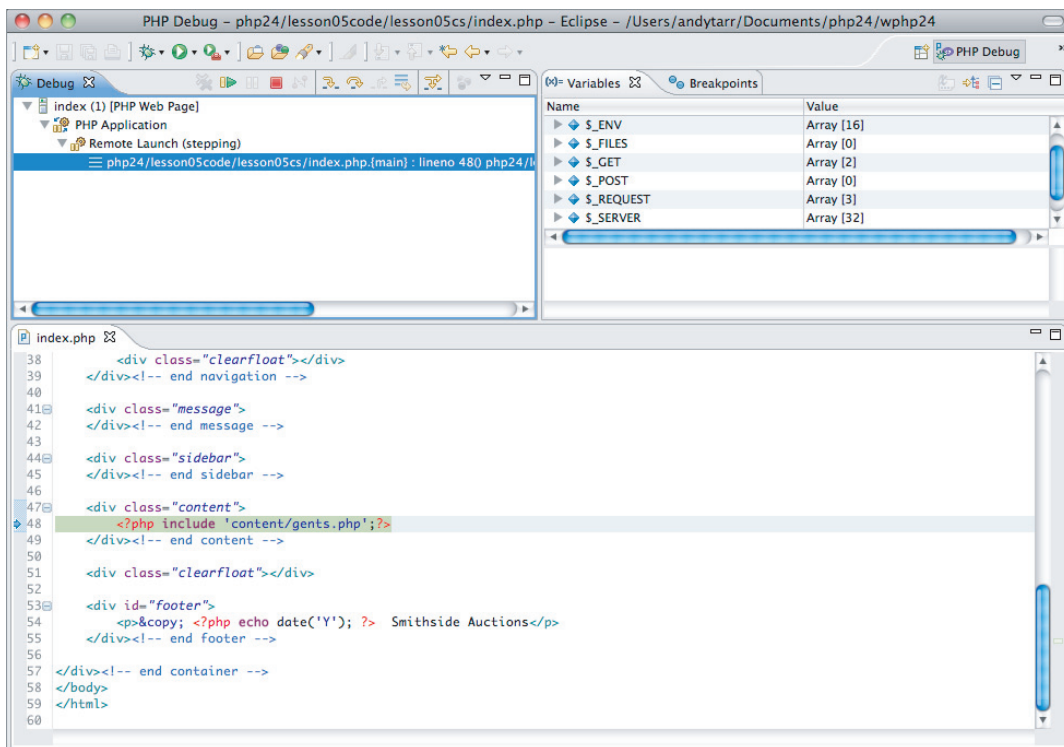 PHP Debug - php24/lesson05code/lesson05cs/index.php - Eclipse - /Users/andytarr/Documents/php24/wphp24
PHP Debug
Debug
index (1) [PHP Web Page]
PHP Application
Remote Launch (stepping)
php24/lesson05code/lesson05cs/index.php.{main} : lineno 48() php24/l
(x)= Variables
Breakpoints
Name Value
$_ENV Array [16]
$_FILES Array [0]
$_GET Array [2]
$_POST Array [0]
$_REQUEST Array [3]
$_SERVER Array [32]
index.php
38 <div class="clearfloat"></div>
39 </div><!-- end navigation -->
40
41 <div class="message">
42 </div><!-- end message -->
43
44 <div class="sidebar">
45 </div><!-- end sidebar -->
46
47 <div class="content">
48 <?php include 'content/gents.php';?>
49 </div><!-- end content -->
50
51 <div class="clearfloat"></div>
52
53 <div id="footer">
54 <p>&copy; <?php echo date('Y'); ?> Smithside Auctions</p>
55 </div><!-- end footer -->
56
57 </div><!-- end container -->
58 </body>
59 </html>
60